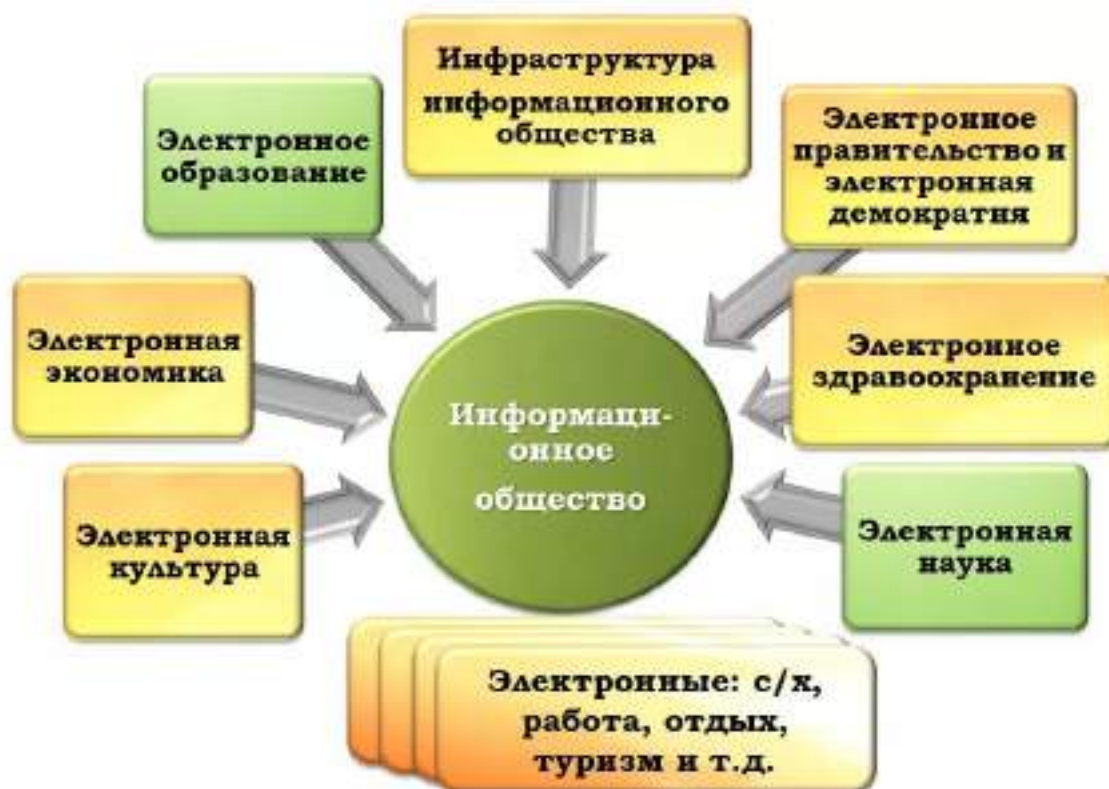 Инфраструктура
информационного
общества
Электронное
образование
Электронное
правительство и
электронная
демократия
Электронная
экономика
Электронное
здравоохранение
Информаци-
онное
общество
Электронная
культура
Электронная
наука
Электронные: с/х,
работа, отдых,
туризм и т.д.